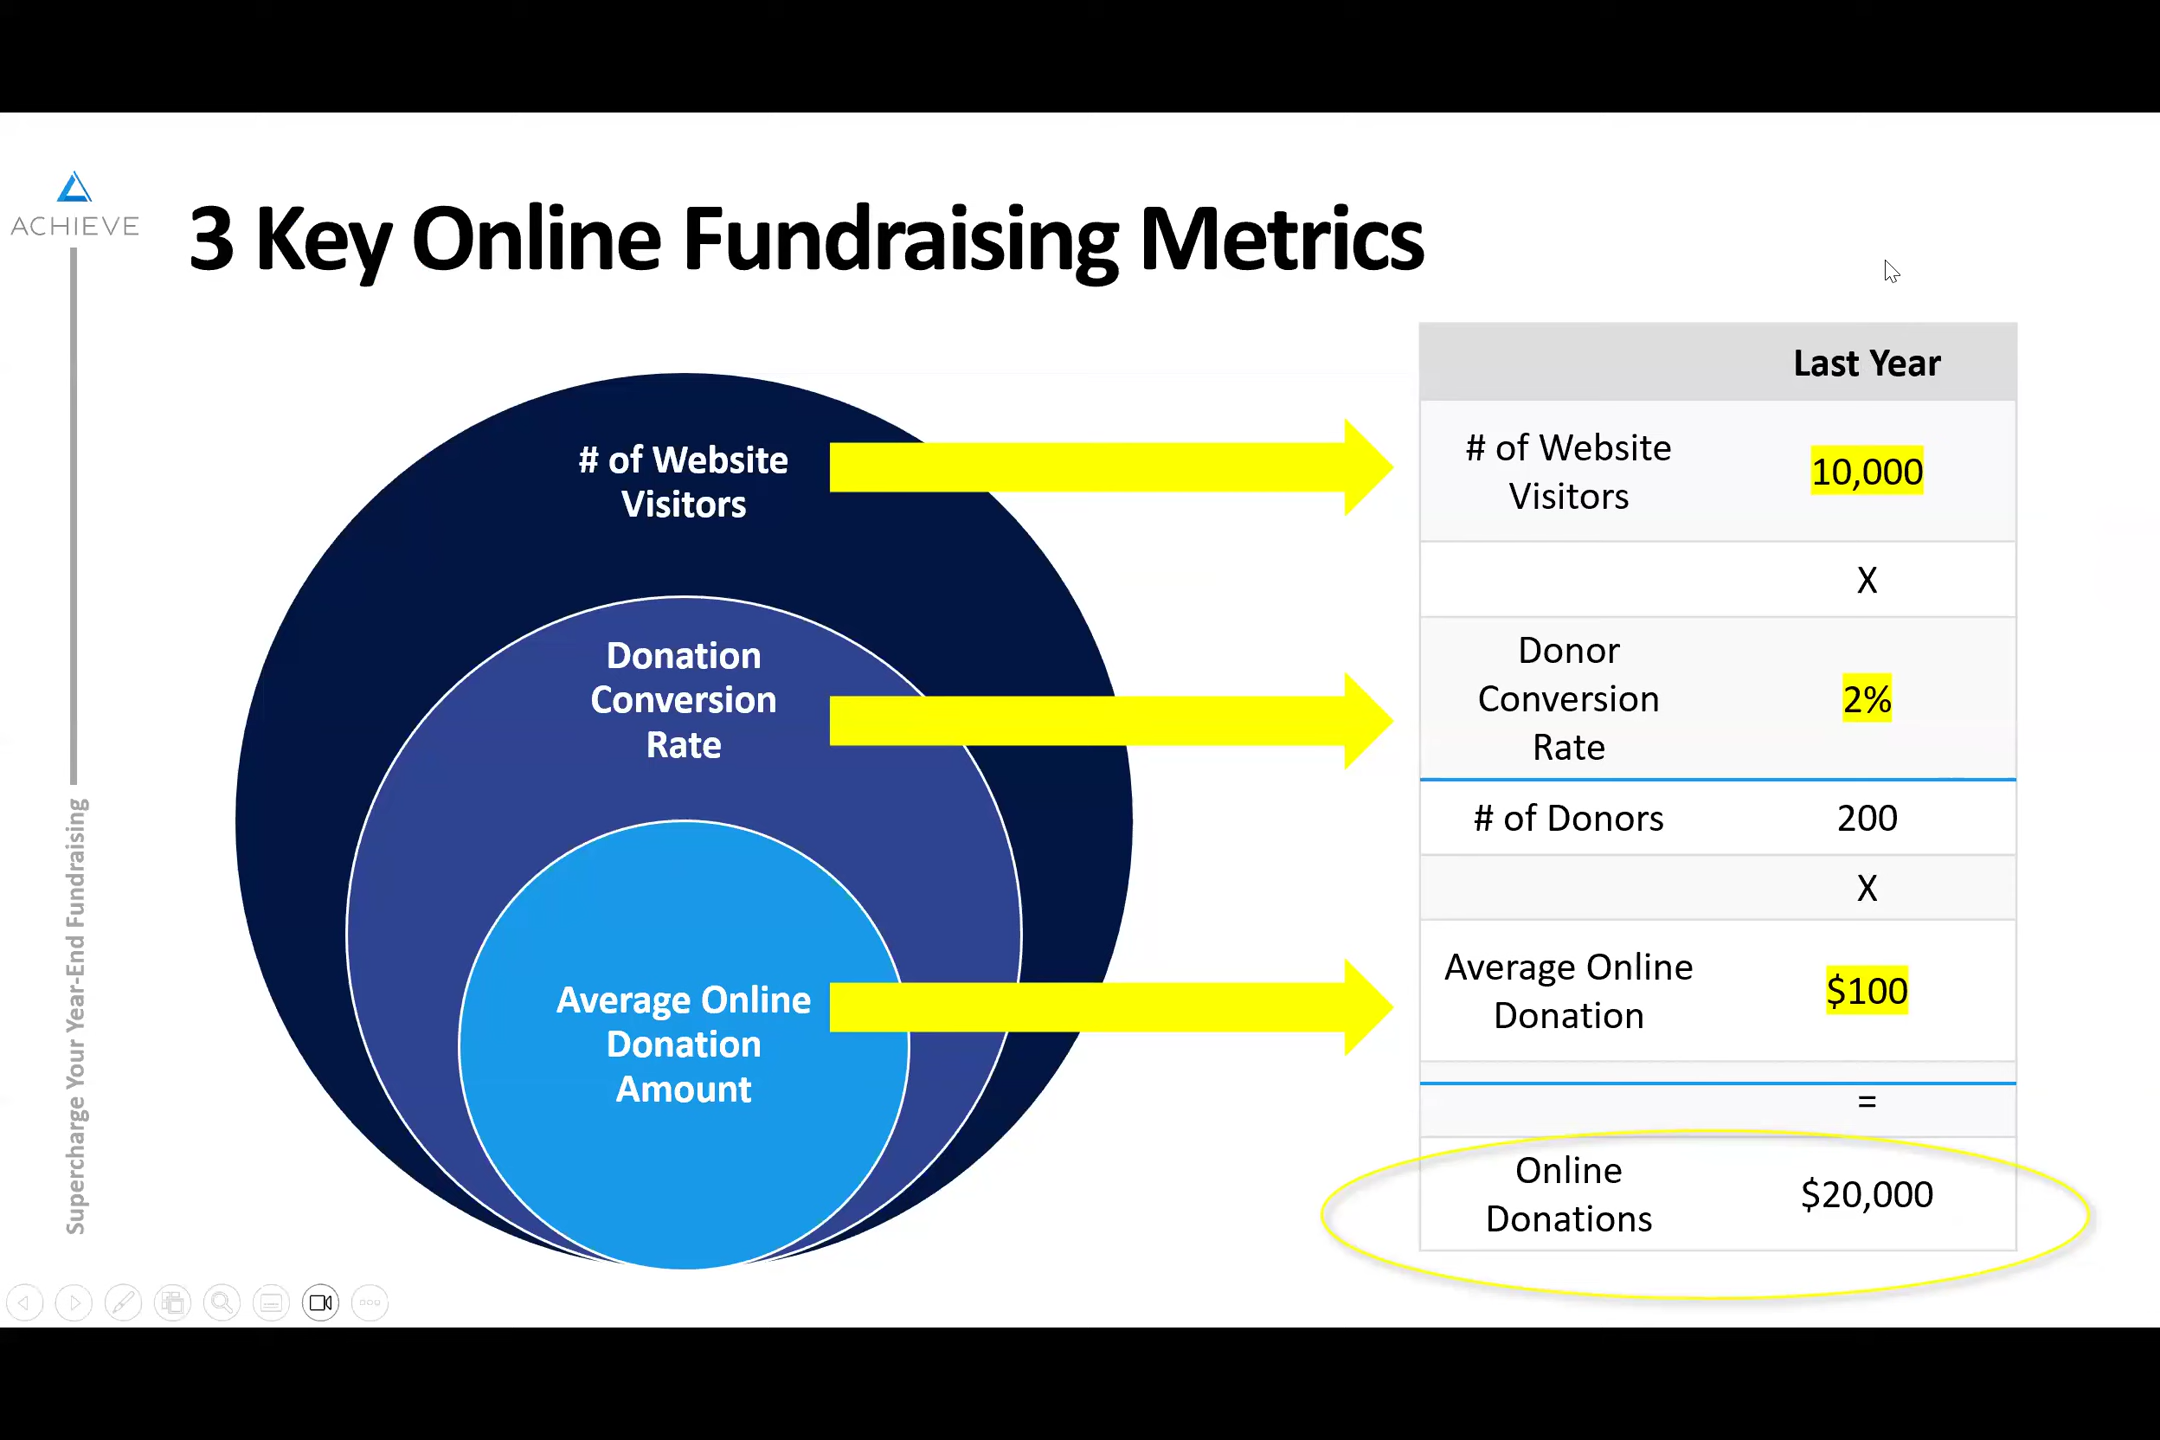 ACHIEVE
3 Key Online Fundraising Metrics
Supercharge Your Year-End Fundraising
# of Website
Visitors
Donation
Conversion
Rate
Average Online
Donation
Amount
Last Year
# of Website
Visitors
10,000
X
Donor
Conversion
Rate
2%
# of Donors
200
X
Average Online
Donation
$100
=
Online
Donations
$20,000